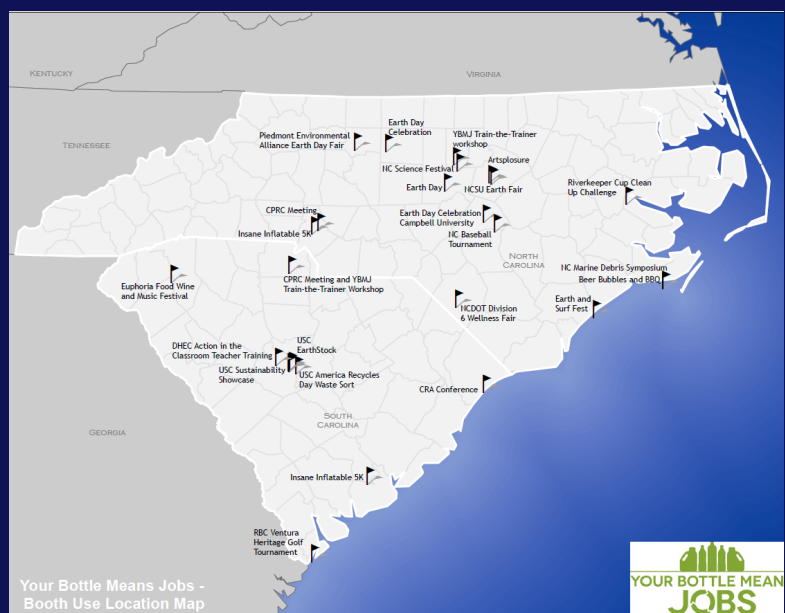 KENTUCKY
VIRGINIA
TENNESSEE
Piedmont Environmental
Alliance Earth Day Fair
Earth Day
Celebration
YBMJ Train-the-Trainer
workshop
NC Science Festival
Artsplosure
Earth Day
NCSU Earth Fair
Riverkeeper Cup Clean
Up Challenge
CPRC Meeting
Insane Inflatable 5K
Earth Day Celebration
Campbell University
NC Baseball
Tournament
NORTH
CAROLINA
NC Marine Debris Symposium
Beer Bubbles and BBQ
Euphoria Food Wine
and Music Festival
CPRC Meeting and YBMJ
Train-the-Trainer Workshop
NCDOT Division
6 Wellness Fair
Earth and
Surf Fest
DHEC Action in the
Classroom Teacher Training
USC
EarthStock
USC Sustainability
Showcase
USC America Recycles
Day Waste Sort
CRA Conference
SOUTH
CAROLINA
GEORGIA
Insane Inflatable 5K
RBC Ventura
Heritage Golf
Tournament
Your Bottle Means Jobs -
Booth Use Location Map
YOUR BOTTLE MEAN
JOBS